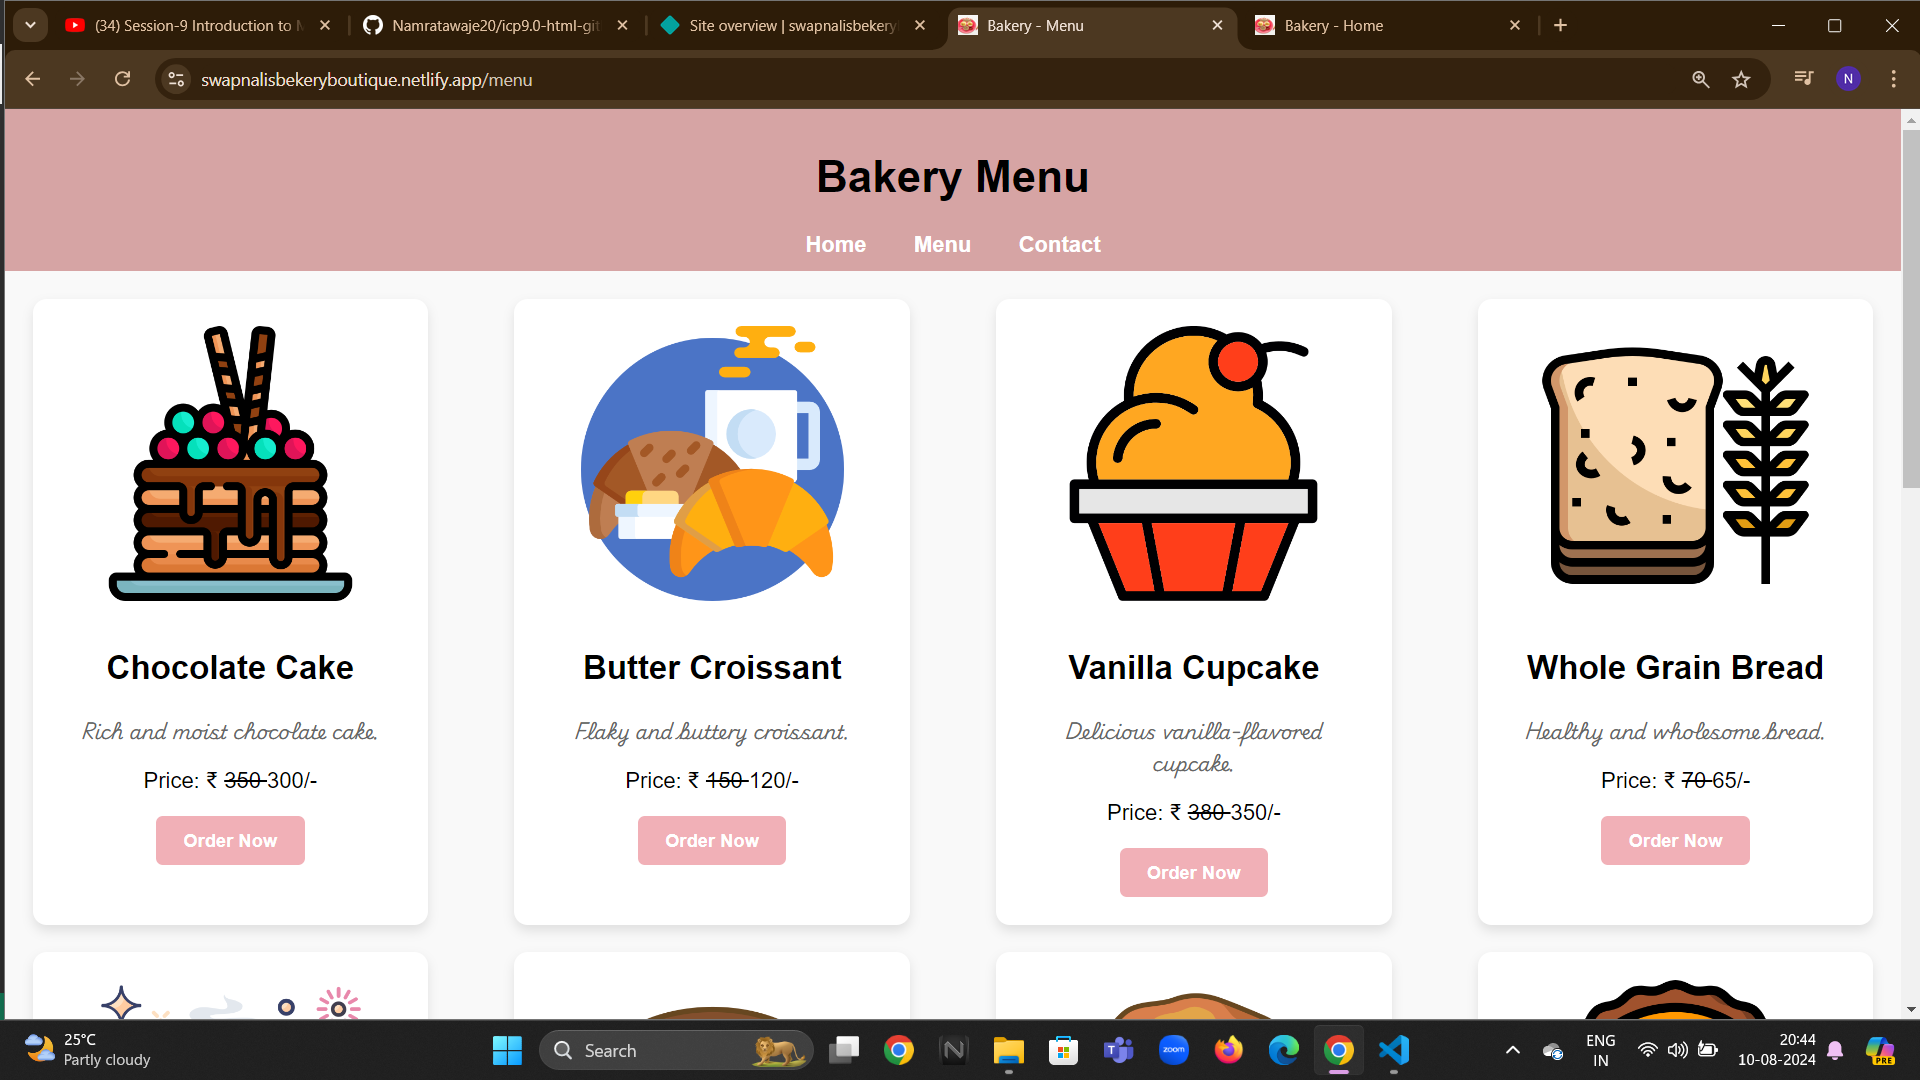 (34) Session-9 Introduction to
Namratawaje20/icp9.0-html-git
Site overview | swapnalisbekery
Bakery - Menu
Bakery - Home
swapnalisbekeryboutique.netlify.app/menu
N
Bakery Menu
Home Menu Contact
Chocolate Cake
Rich and moist chocolate cake.
Price: ₹ 350 300/-
Order Now
Butter Croissant
Flaky and buttery croissant.
Price: ₹ 150 120/-
Order Now
Vanilla Cupcake
Delicious vanilla-flavored
cupcake.
Price: ₹ 380 350/-
Order Now
Whole Grain Bread
Healthy and wholesome bread.
Price: ₹ 70 65/-
Order Now
25°C
Partly cloudy
Search
zoom
ENG
IN
20:44
10-08-2024
PRE